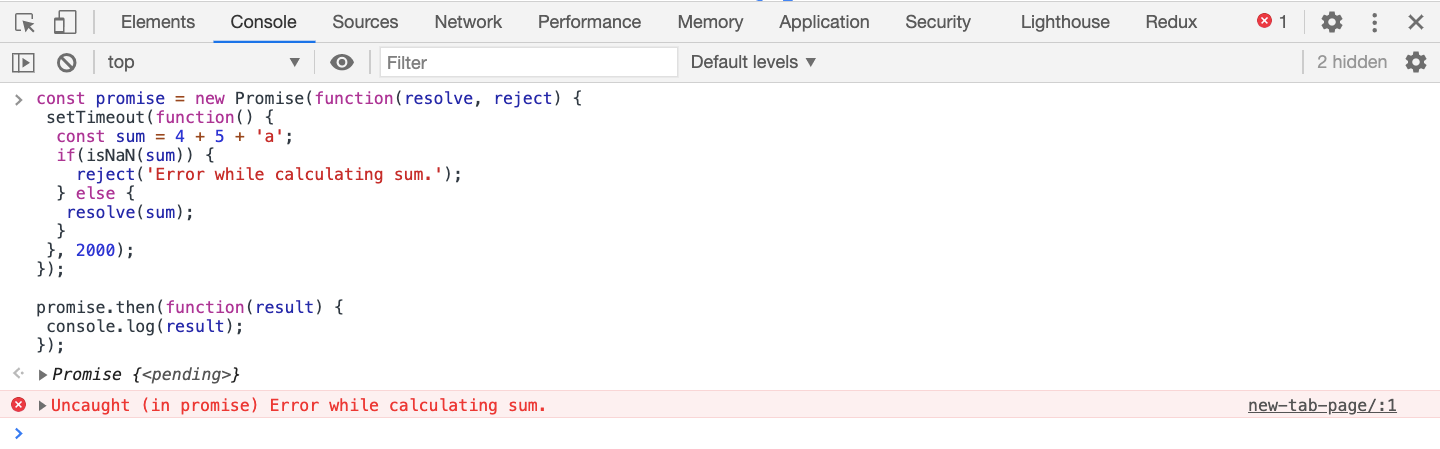 Elements Console Sources Network Performance Memory Application Security Lighthouse Redux 1
top Filter Default levels 2 hidden
const promise = new Promise(function(resolve, reject) {
 setTimeout(function() {
  const sum = 4 + 5 + 'a';
  if(isNaN(sum)) {
    reject('Error while calculating sum.');
  } else {
   resolve(sum);
  }
 }, 2000);
});
promise.then(function(result) {
 console.log(result);
});
Promise {<pending>}
Uncaught (in promise) Error while calculating sum. new-tab-page/:1